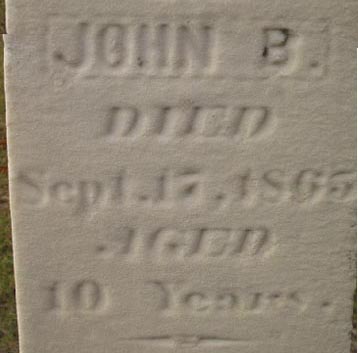 JOHN B.
DIED
Sept. 17, 1865
AGED
10 Years.